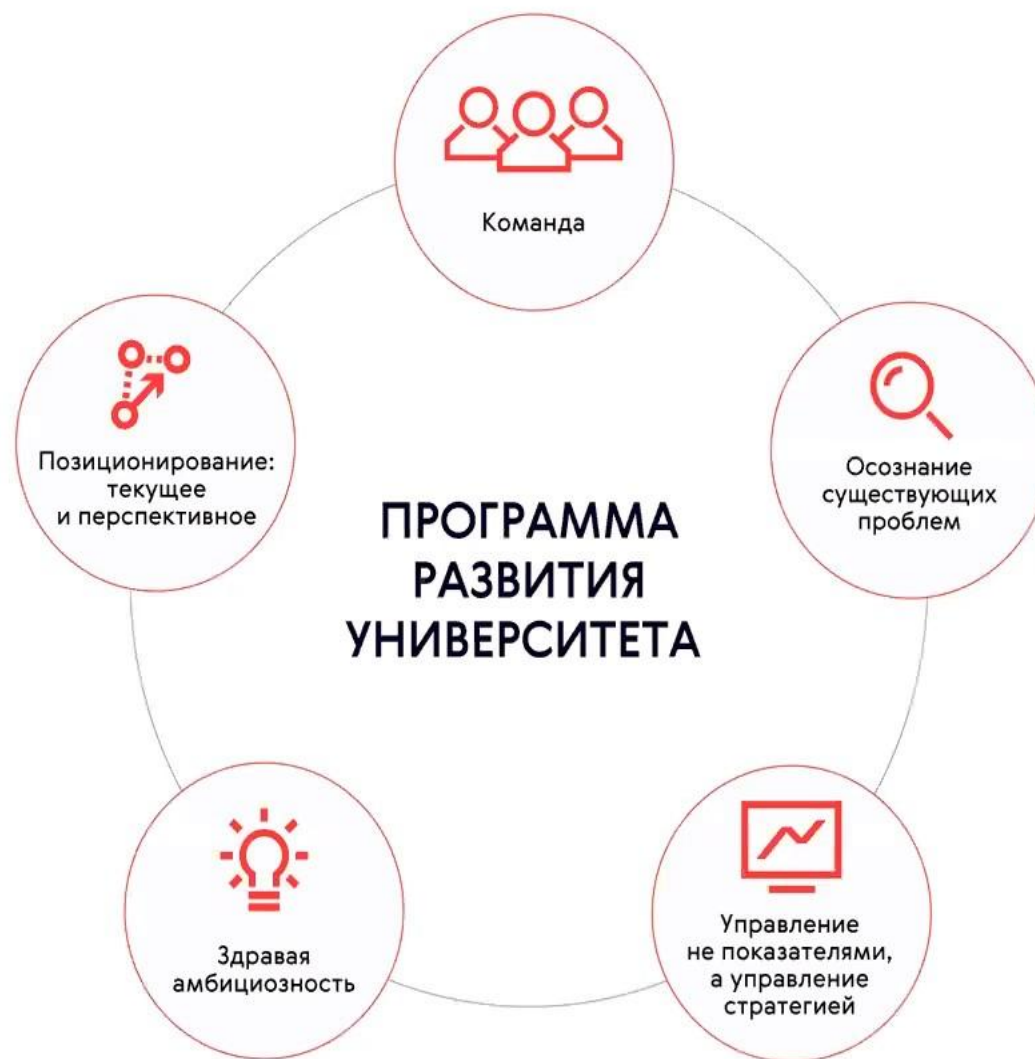 Команда
Позиционирование:
текущее
и перспективное
Осознание
существующих
проблем
ПРОГРАММА
РАЗВИТИЯ
УНИВЕРСИТЕТА
Здравая
амбициозность
Управление
не показателями,
а управление
стратегией